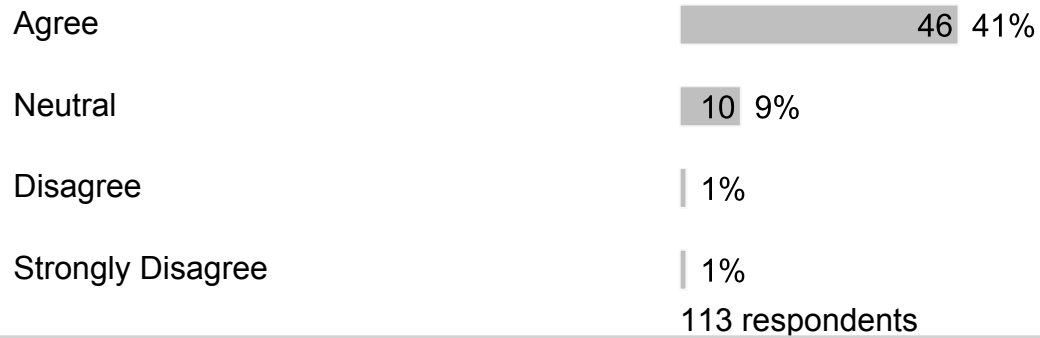 Agree 46 41%
Neutral 10 9%
Disagree 1%
Strongly Disagree 1%
113 respondents